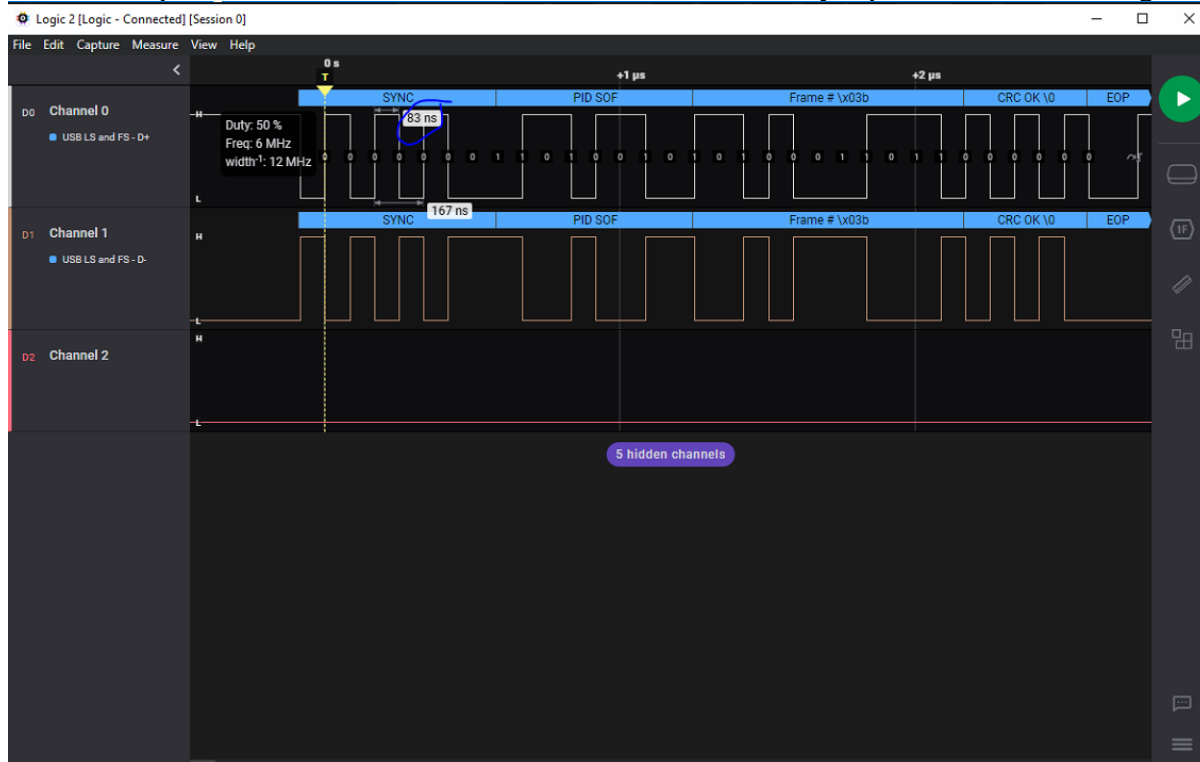 Logic 2 [Logic - Connected] [Session 0]
File Edit Capture Measure View Help
0 s
T
+1 µs
+2 µs
D0 Channel 0
USB LS and FS - D+
H
L
SYNC
PID SOF
Frame # \x03b
CRC OK \0
EOP
83 ns
Duty: 50 %
Freq: 6 MHz
width-1: 12 MHz
0 0 0 0 0 0 0 1 1 0 1 0 0 1 0 1 1 0 1 0 0 0 1 1 0 1 1 0 0 0 0 0 0
167 ns
D1 Channel 1
USB LS and FS - D-
H
L
SYNC
PID SOF
Frame # \x03b
CRC OK \0
EOP
D2 Channel 2
H
L
5 hidden channels
1F